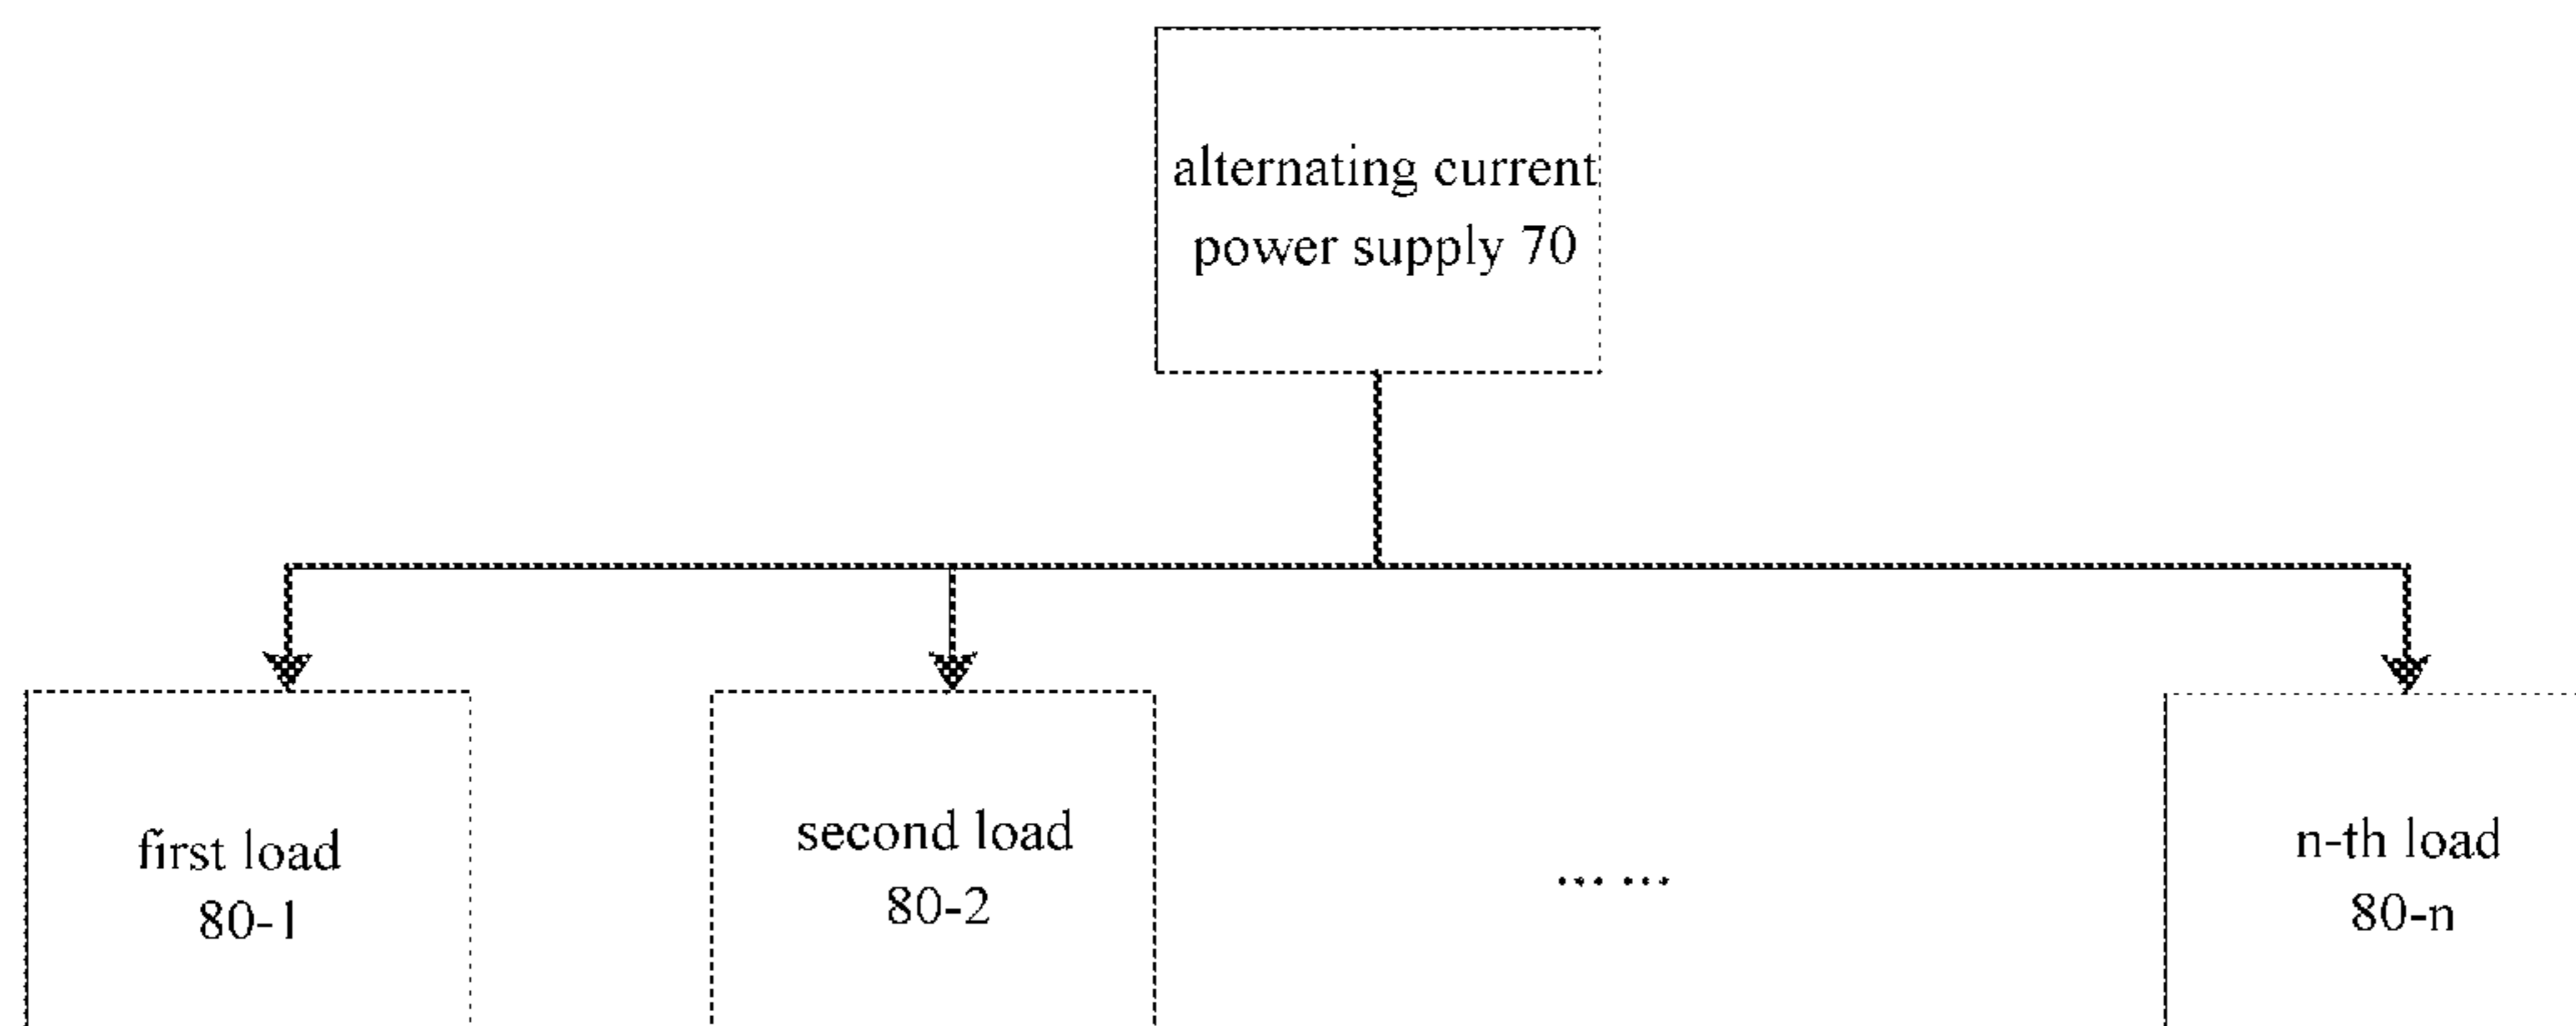 alternating current
power supply 70
first load
80-1
second load
80-2
... ...
n-th load
80-n